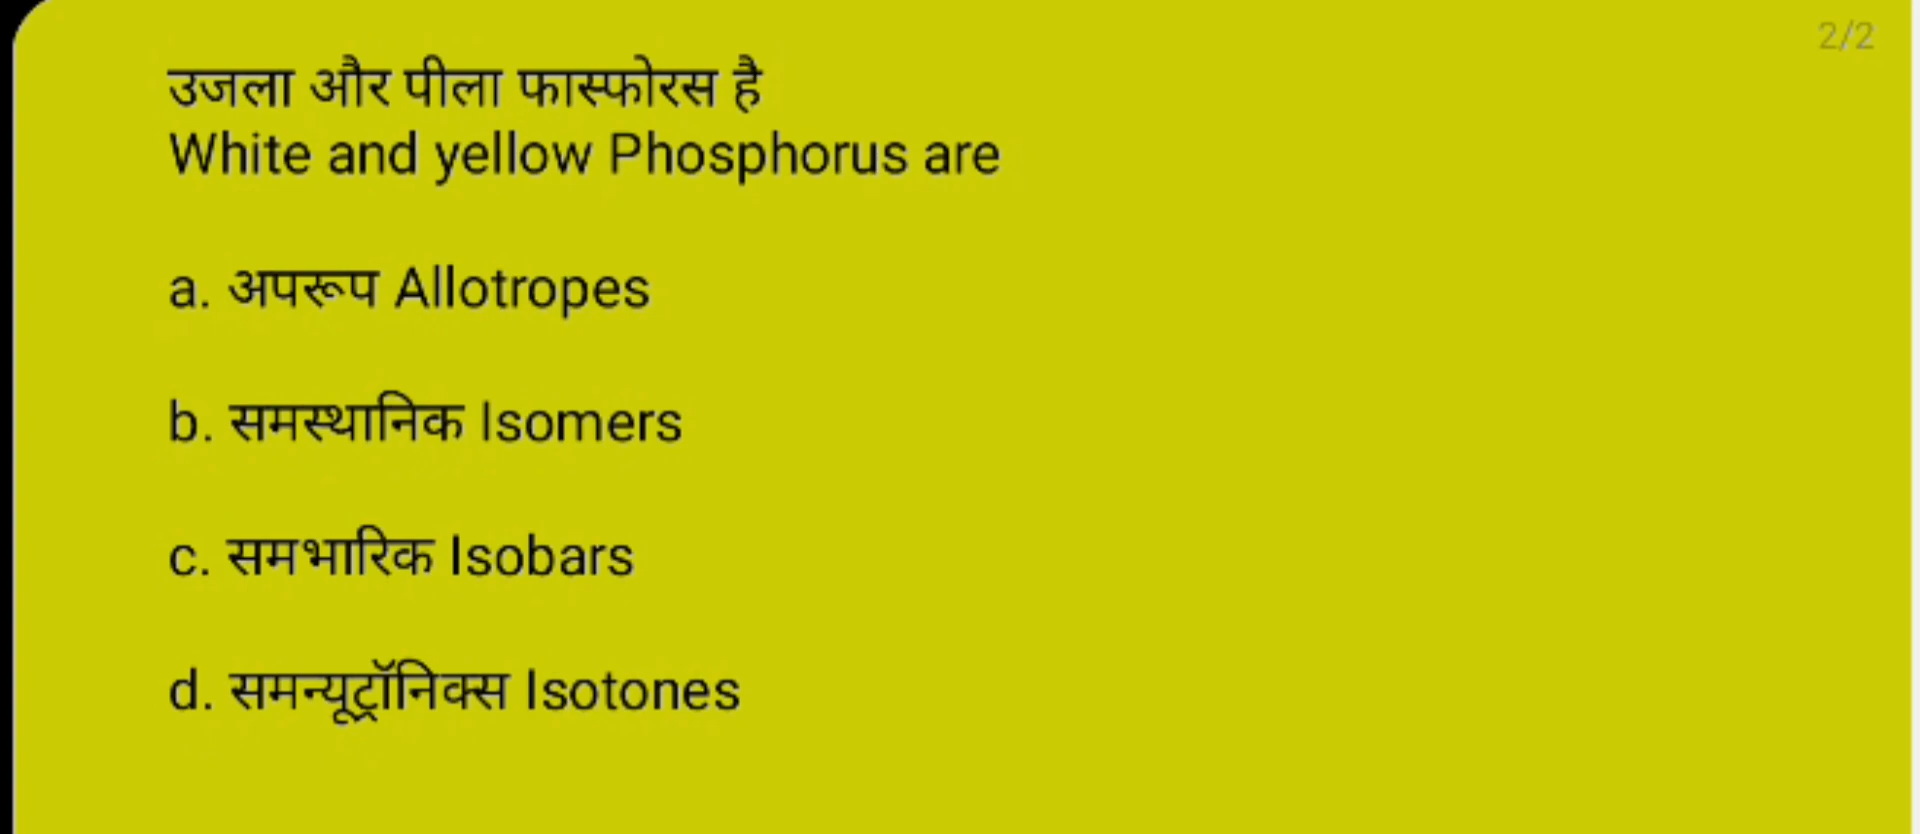 2/2
उजला और पीला फास्फोरस है
White and yellow Phosphorus are
a. अपरूप Allotropes
b. समस्थानिक Isomers
c. समभारिक Isobars
d. समन्यूट्रॉनिक्स Isotones